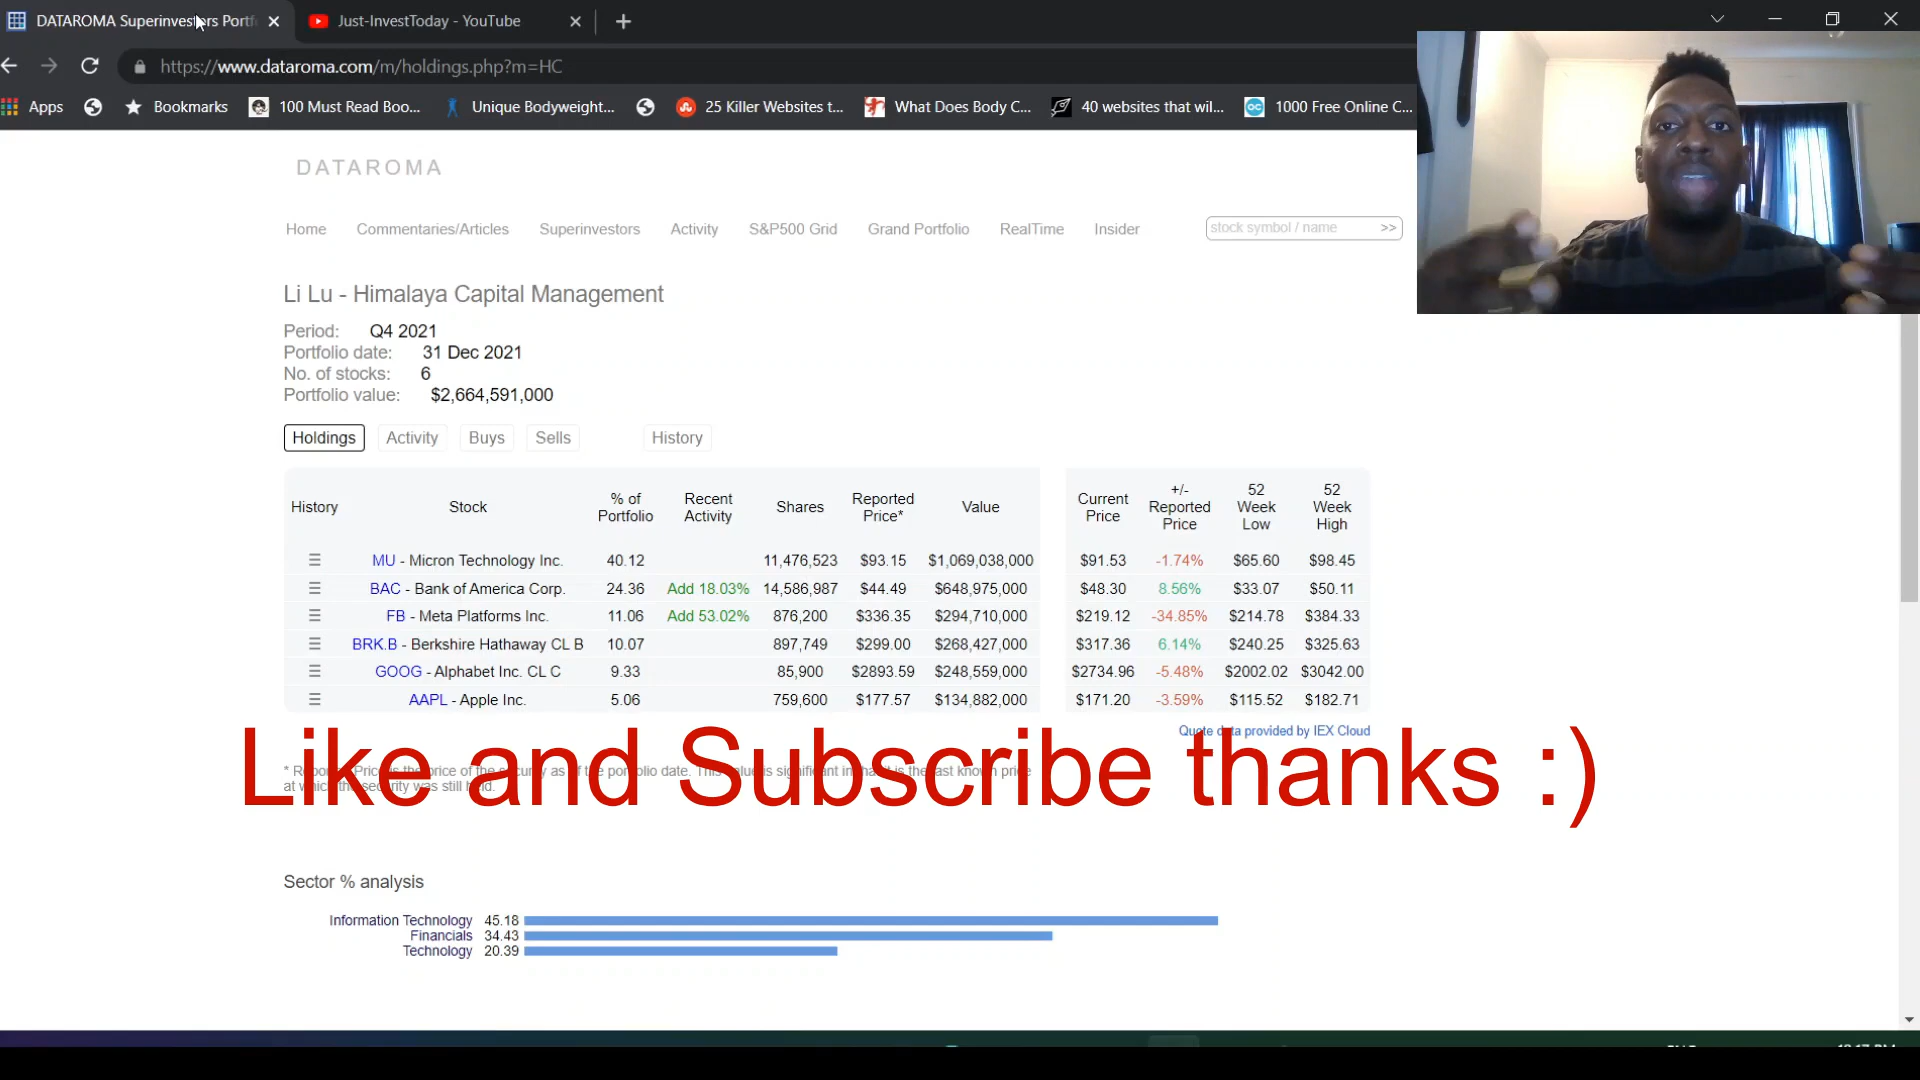 DATAROMA Superinvestors Portf
Just-InvestToday - YouTube
https://www.dataroma.com/m/holdings.php?m=HC
Apps
Bookmarks
100 Must Read Boo...
Unique Bodyweight...
25 Killer Websites t...
What Does Body C...
40 websites that wil...
1000 Free Online C...
DATAROMA
Home Commentaries/Articles Superinvestors Activity S&P500 Grid Grand Portfolio RealTime Insider stock symbol / name >>
Li Lu - Himalaya Capital Management
Period: Q4 2021
Portfolio date: 31 Dec 2021
No. of stocks: 6
Portfolio value: $2,664,591,000
Holdings Activity Buys Sells History
History Stock % of Portfolio Recent Activity Shares Reported Price* Value Current Price +/- Reported Price 52 Week Low 52 Week High
MU - Micron Technology Inc. 40.12 11,476,523 $93.15 $1,069,038,000 $91.53 -1.74% $65.60 $98.45
BAC - Bank of America Corp. 24.36 Add 18.03% 14,586,987 $44.49 $648,975,000 $48.30 8.56% $33.07 $50.11
FB - Meta Platforms Inc. 11.06 Add 53.02% 876,200 $336.35 $294,710,000 $219.12 -34.85% $214.78 $384.33
BRK.B - Berkshire Hathaway CL B 10.07 897,749 $299.00 $268,427,000 $317.36 6.14% $240.25 $325.63
GOOG - Alphabet Inc. CL C 9.33 85,900 $2893.59 $248,559,000 $2734.96 -5.48% $2002.02 $3042.00
AAPL - Apple Inc. 5.06 759,600 $177.57 $134,882,000 $171.20 -3.59% $115.52 $182.71
Quote data provided by IEX Cloud
Like and Subscribe thanks :)
Sector % analysis
Information Technology 45.18
Financials 34.43
Technology 20.39